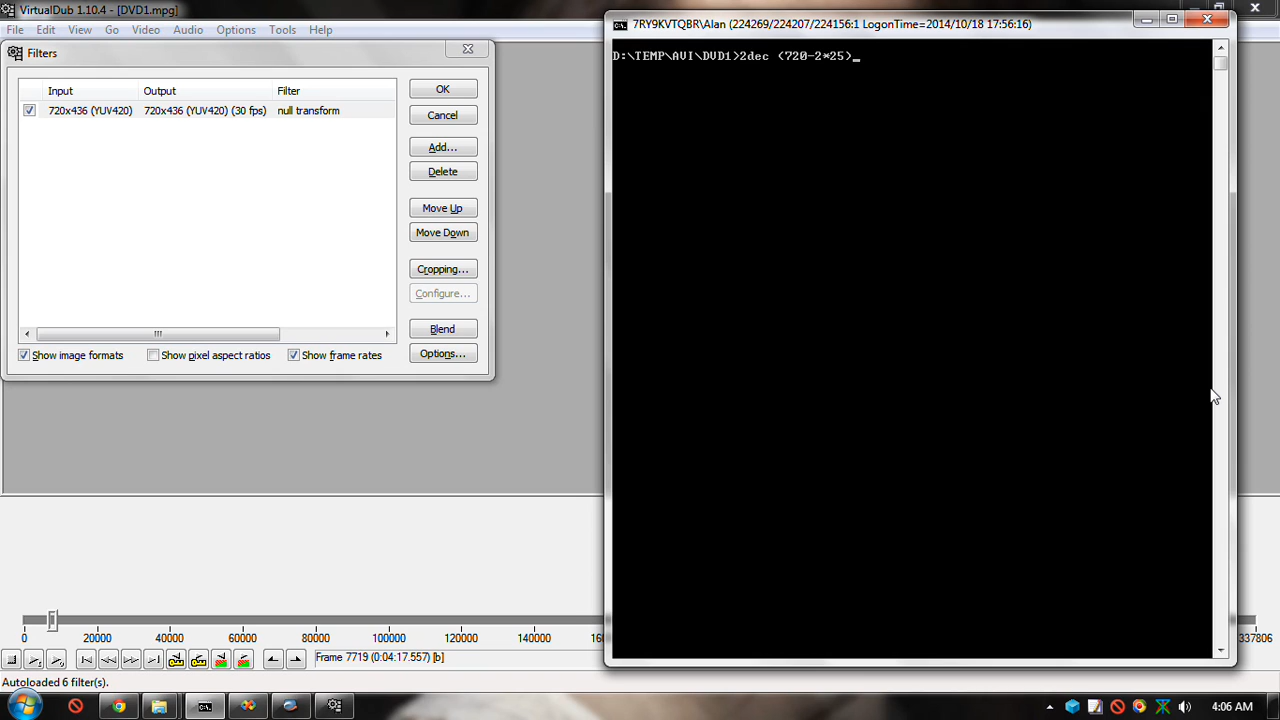 VirtualDub 1.10.4 - [DVD1.mpg]
File Edit View Go Video Audio Options Tools Help
Filters
Input Output Filter
720x436 (YUV420) 720x436 (YUV420) (30 fps) null transform
OK
Cancel
Add...
Delete
Move Up
Move Down
Cropping...
Configure...
Blend
Options...
Show image formats Show pixel aspect ratios Show frame rates
7RY9KVTQBR\Alan (224269/224207/224156:1 LogonTime=2014/10/18 17:56:16)
D:\TEMP\AVI\DVD1>2dec (720-2*25)_
0 20000 40000 60000 80000 100000 120000 140000 337806
Frame 7719 (0:04:17.557) [b]
Autoloaded 6 filter(s).
4:06 AM